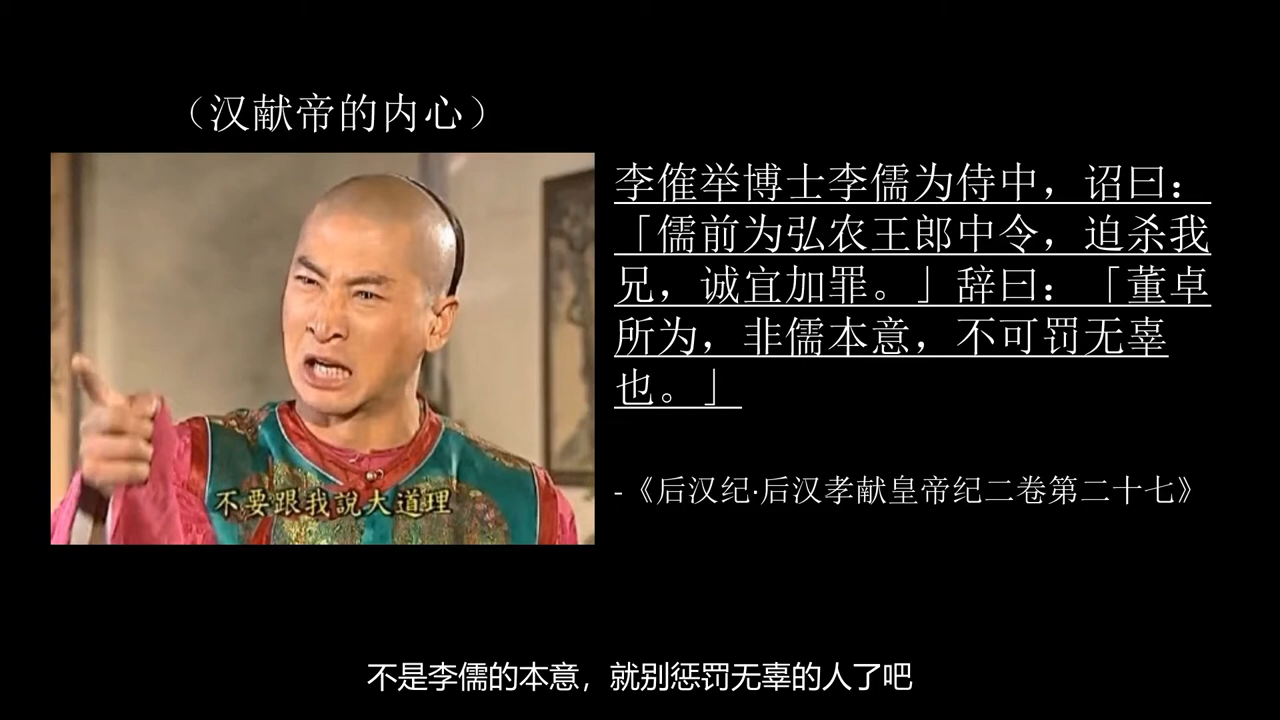 （汉献帝的内心）
不要跟我說大道理
李傕举博士李儒为侍中，诏曰：
「儒前为弘农王郎中令，迫杀我
兄，诚宜加罪。」辞曰：「董卓
所为，非儒本意，不可罚无辜
也。」
-《后汉纪·后汉孝献皇帝纪二卷第二十七》
不是李儒的本意，就别惩罚无辜的人了吧